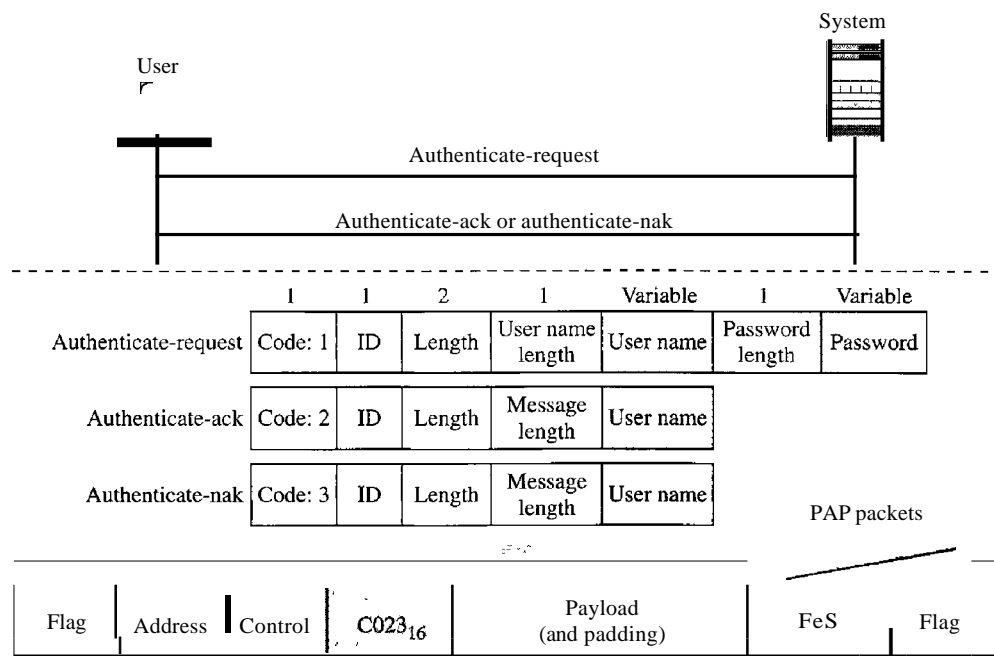 System
User
Authenticate-request
Authenticate-ack or authenticate-nak
1 1 2 1 Variable 1 Variable
Authenticate-request Code: 1 ID Length User name length User name Password length Password
Authenticate-ack Code: 2 ID Length Message length User name
Authenticate-nak Code: 3 ID Length Message length User name
PAP packets
Flag Address Control C023₁₆ Payload (and padding) FeS Flag